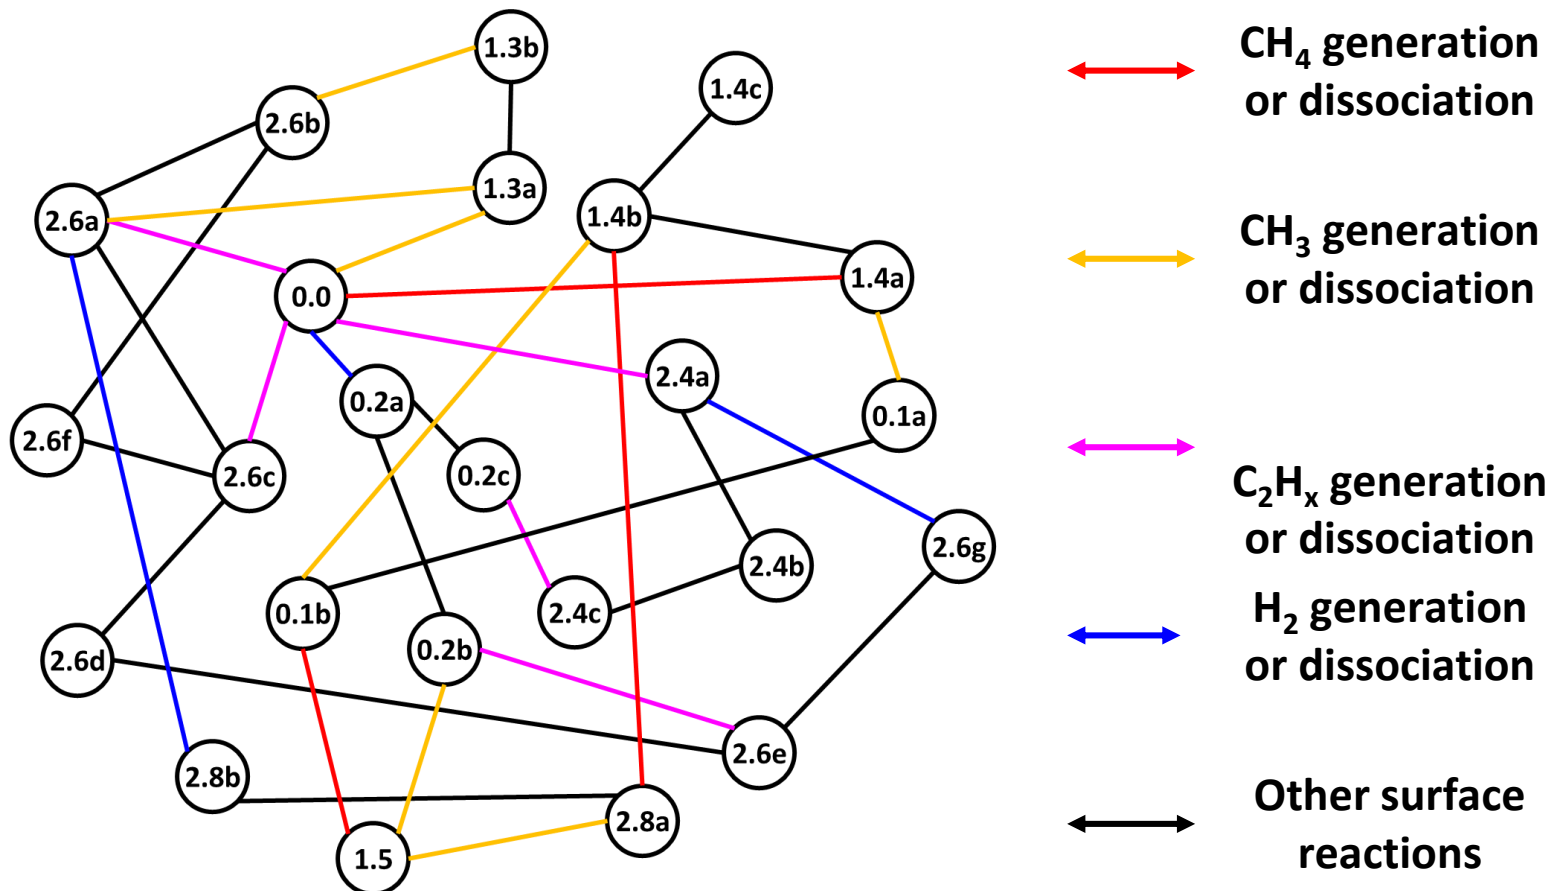 1.3b
1.4c
2.6b
1.3a
1.4b
2.6a
1.4a
0.0
2.4a
0.2a
0.1a
2.6f
2.6c
0.2c
2.6g
2.4b
0.1b
2.4c
0.2b
2.6d
2.6e
2.8b
2.8a
1.5
CH₄ generation
or dissociation
CH₃ generation
or dissociation
C₂Hₓ generation
or dissociation
H₂ generation
or dissociation
Other surface
reactions